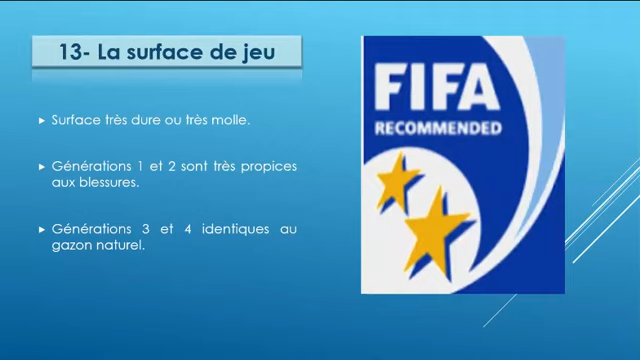 13- La surface de jeu
Surface très dure ou très molle.
Générations 1 et 2 sont très propices
aux blessures.
Générations 3 et 4 identiques au
gazon naturel.
FIFA
RECOMMENDED